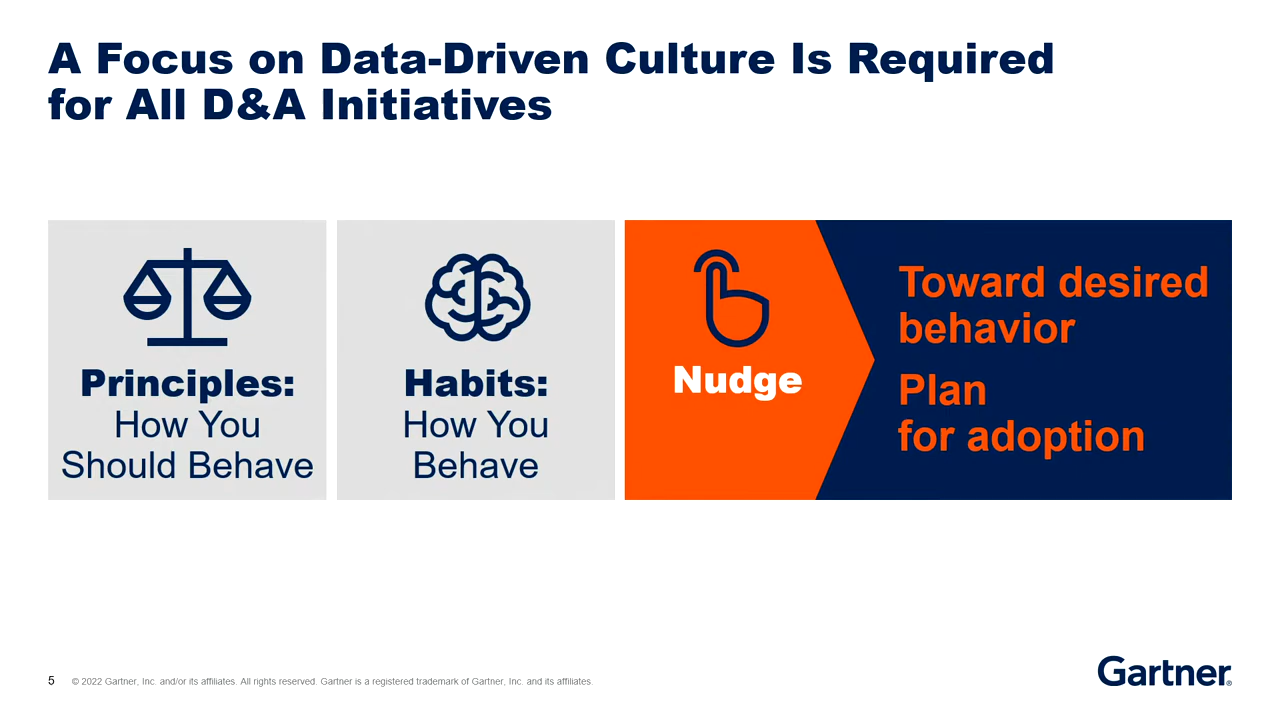 A Focus on Data-Driven Culture Is Required
for All D&A Initiatives
Principles:
How You
Should Behave
Habits:
How You
Behave
Nudge
Toward desired
behavior
Plan
for adoption
5 © 2022 Gartner, Inc. and/or its affiliates. All rights reserved. Gartner is a registered trademark of Gartner, Inc. and its affiliates.
Gartner®